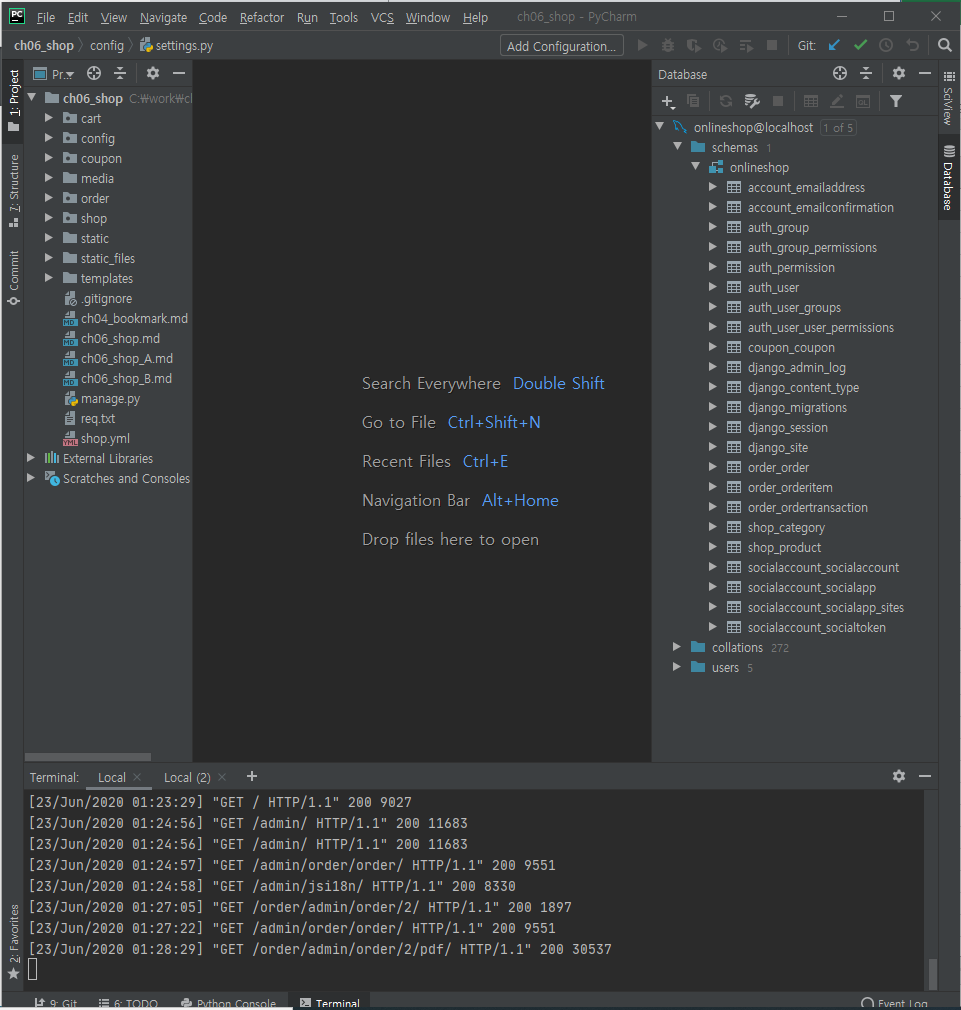 PC File Edit View Navigate Code Refactor Run Tools VCS Window Help ch06_shop - PyCharm
ch06_shop config settings.py Add Configuration... Git:
1: Project
7: Structure
Commit
2: Favorites
Pr..
ch06_shop C:₩work₩cl
cart
config
coupon
media
order
shop
static
static_files
templates
.gitignore
ch04_bookmark.md
ch06_shop.md
ch06_shop_A.md
ch06_shop_B.md
manage.py
req.txt
shop.yml
External Libraries
Scratches and Consoles
Search Everywhere Double Shift
Go to File Ctrl+Shift+N
Recent Files Ctrl+E
Navigation Bar Alt+Home
Drop files here to open
Database
onlineshop@localhost 1 of 5
schemas 1
onlineshop
account_emailaddress
account_emailconfirmation
auth_group
auth_group_permissions
auth_permission
auth_user
auth_user_groups
auth_user_user_permissions
coupon_coupon
django_admin_log
django_content_type
django_migrations
django_session
django_site
order_order
order_orderitem
order_ordertransaction
shop_category
shop_product
socialaccount_socialaccount
socialaccount_socialapp
socialaccount_socialapp_sites
socialaccount_socialtoken
collations 272
users 5
SciView
Database
Terminal: Local Local (2)
[23/Jun/2020 01:23:29] "GET / HTTP/1.1" 200 9027
[23/Jun/2020 01:24:56] "GET /admin/ HTTP/1.1" 200 11683
[23/Jun/2020 01:24:56] "GET /admin/ HTTP/1.1" 200 11683
[23/Jun/2020 01:24:57] "GET /admin/order/order/ HTTP/1.1" 200 9551
[23/Jun/2020 01:24:58] "GET /admin/jsi18n/ HTTP/1.1" 200 8330
[23/Jun/2020 01:27:05] "GET /order/admin/order/2/ HTTP/1.1" 200 1897
[23/Jun/2020 01:27:22] "GET /admin/order/order/ HTTP/1.1" 200 9551
[23/Jun/2020 01:28:29] "GET /order/admin/order/2/pdf/ HTTP/1.1" 200 30537
9: Git 6: TODO Python Console Terminal Event Log